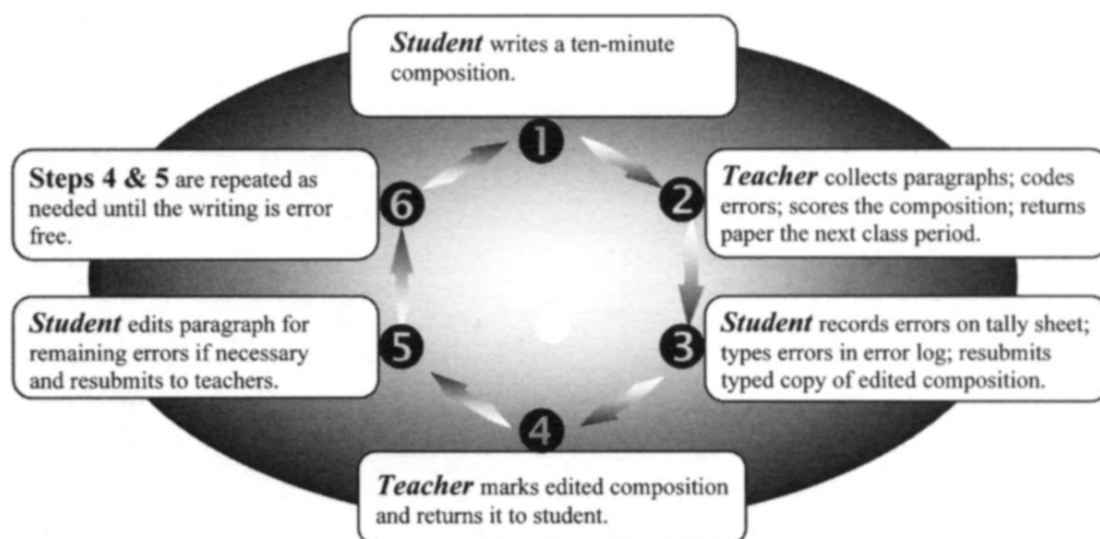 Student writes a ten-minute
composition.
1
2
Teacher collects paragraphs; codes
errors; scores the composition; returns
paper the next class period.
3
Student records errors on tally sheet;
types errors in error log; resubmits
typed copy of edited composition.
4
Teacher marks edited composition
and returns it to student.
5
Student edits paragraph for
remaining errors if necessary
and resubmits to teachers.
6
Steps 4 & 5 are repeated as
needed until the writing is error
free.